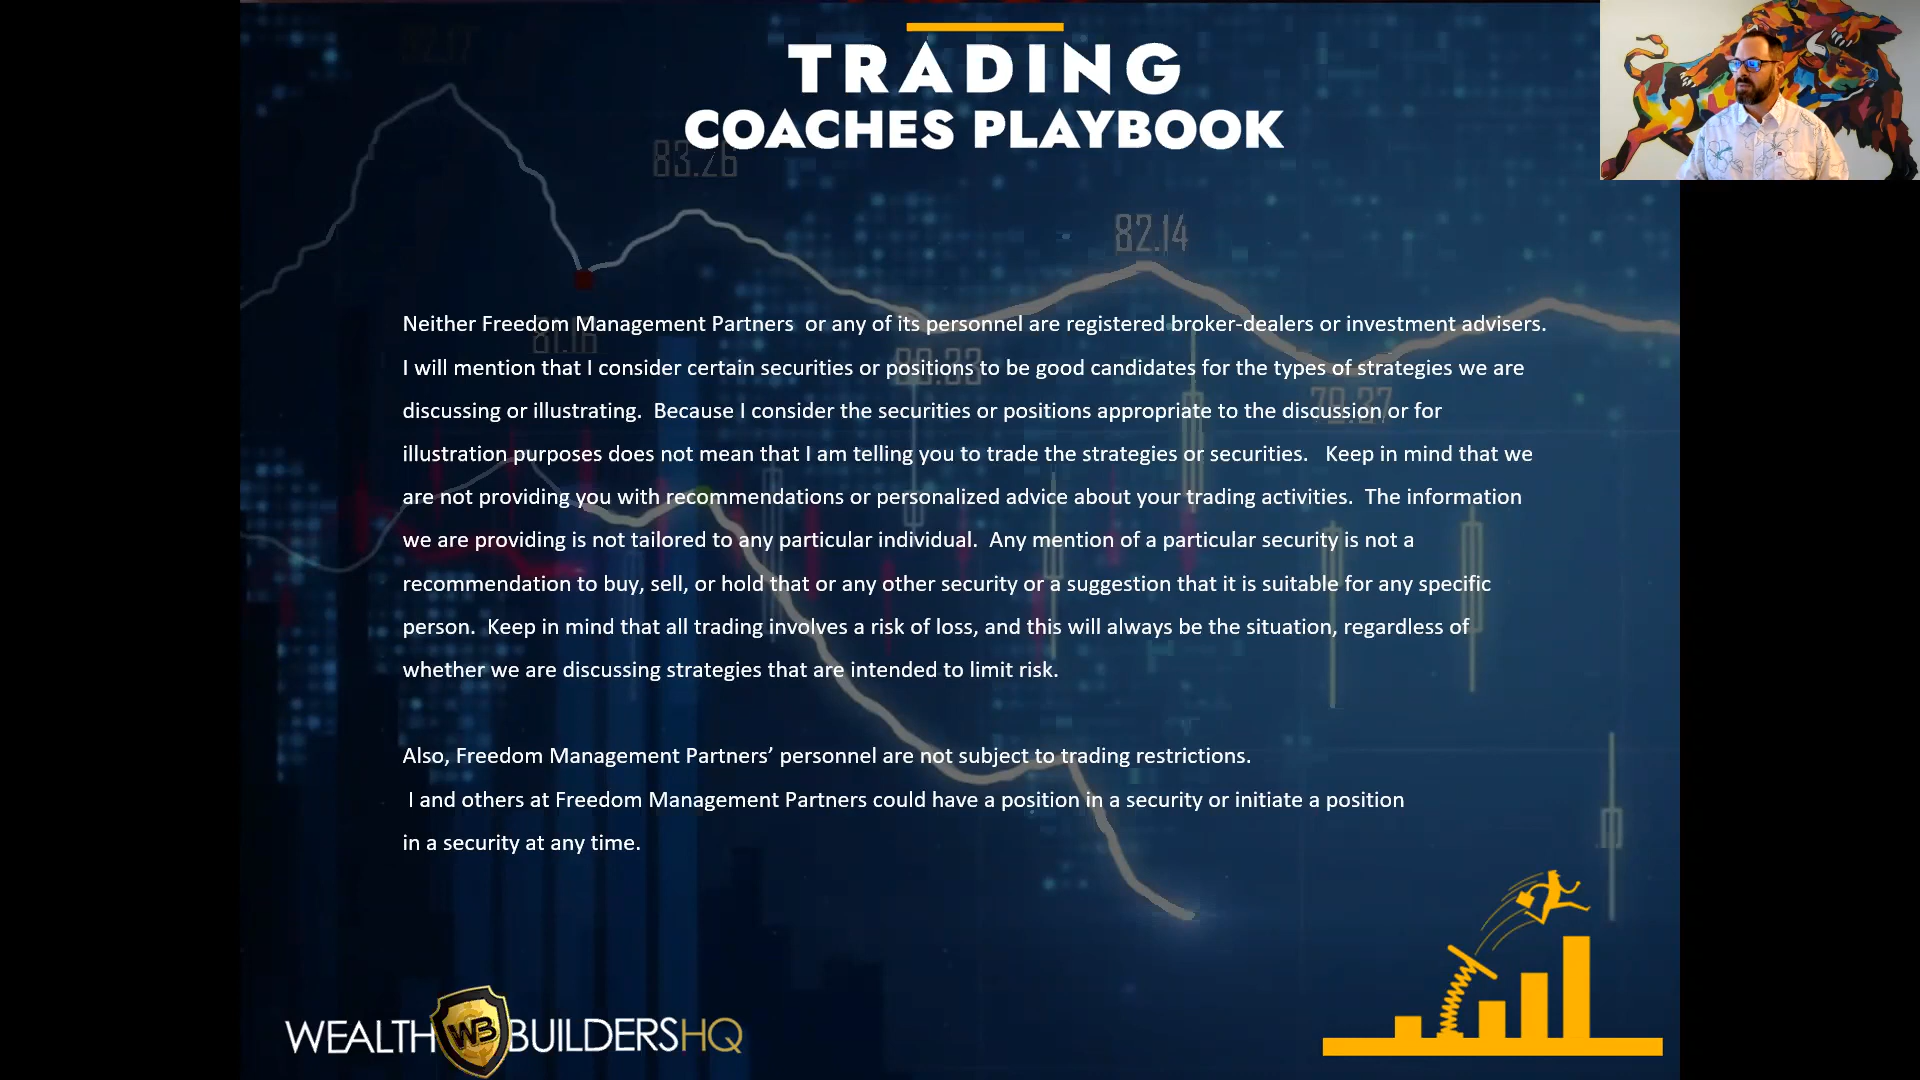 TRADING
COACHES PLAYBOOK
83.26
82.14
81.16
80.33
79.37
Neither Freedom Management Partners  or any of its personnel are registered broker-dealers or investment advisers.
I will mention that I consider certain securities or positions to be good candidates for the types of strategies we are
discussing or illustrating.  Because I consider the securities or positions appropriate to the discussion or for
illustration purposes does not mean that I am telling you to trade the strategies or securities.   Keep in mind that we
are not providing you with recommendations or personalized advice about your trading activities.  The information
we are providing is not tailored to any particular individual.  Any mention of a particular security is not a
recommendation to buy, sell, or hold that or any other security or a suggestion that it is suitable for any specific
person.  Keep in mind that all trading involves a risk of loss, and this will always be the situation, regardless of
whether we are discussing strategies that are intended to limit risk.
Also, Freedom Management Partners’ personnel are not subject to trading restrictions.
I and others at Freedom Management Partners could have a position in a security or initiate a position
in a security at any time.
WEALTH WB BUILDERSHQ